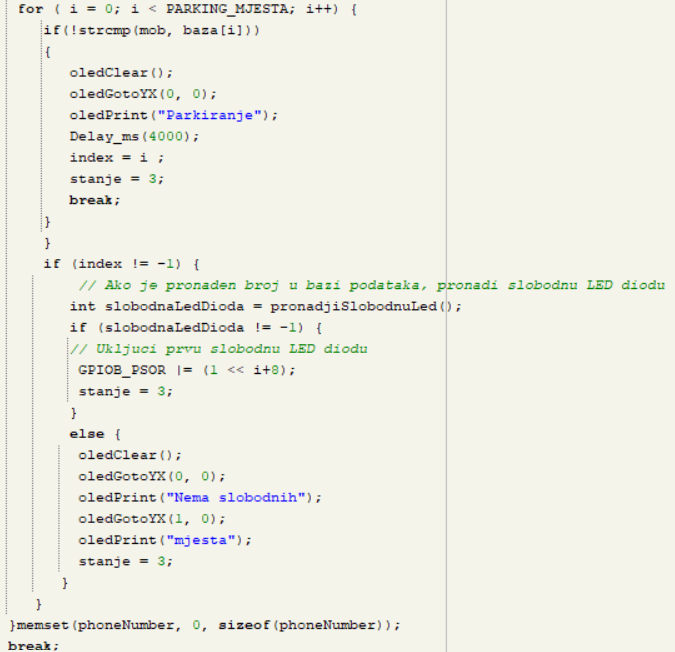 for ( i = 0; i < PARKING_MJESTA; i++) {
if(!strcmp(mob, baza[i]))
{
oledClear();
oledGotoYX(0, 0);
oledPrint("Parkiranje");
Delay_ms(4000);
index = i ;
stanje = 3;
break;
}
}
if (index != -1) {
// Ako je pronaden broj u bazi podataka, pronadi slobodnu LED diodu
int slobodnaLedDioda = pronadjiSlobodnuLed();
if (slobodnaLedDioda != -1) {
// Ukljuci prvu slobodnu LED diodu
GPIOB_PSOR |= (1 << i+8);
stanje = 3;
}
else {
oledClear();
oledGotoYX(0, 0);
oledPrint("Nema slobodnih");
oledGotoYX(1, 0);
oledPrint("mjesta");
stanje = 3;
}
}
}memset(phoneNumber, 0, sizeof(phoneNumber));
break;